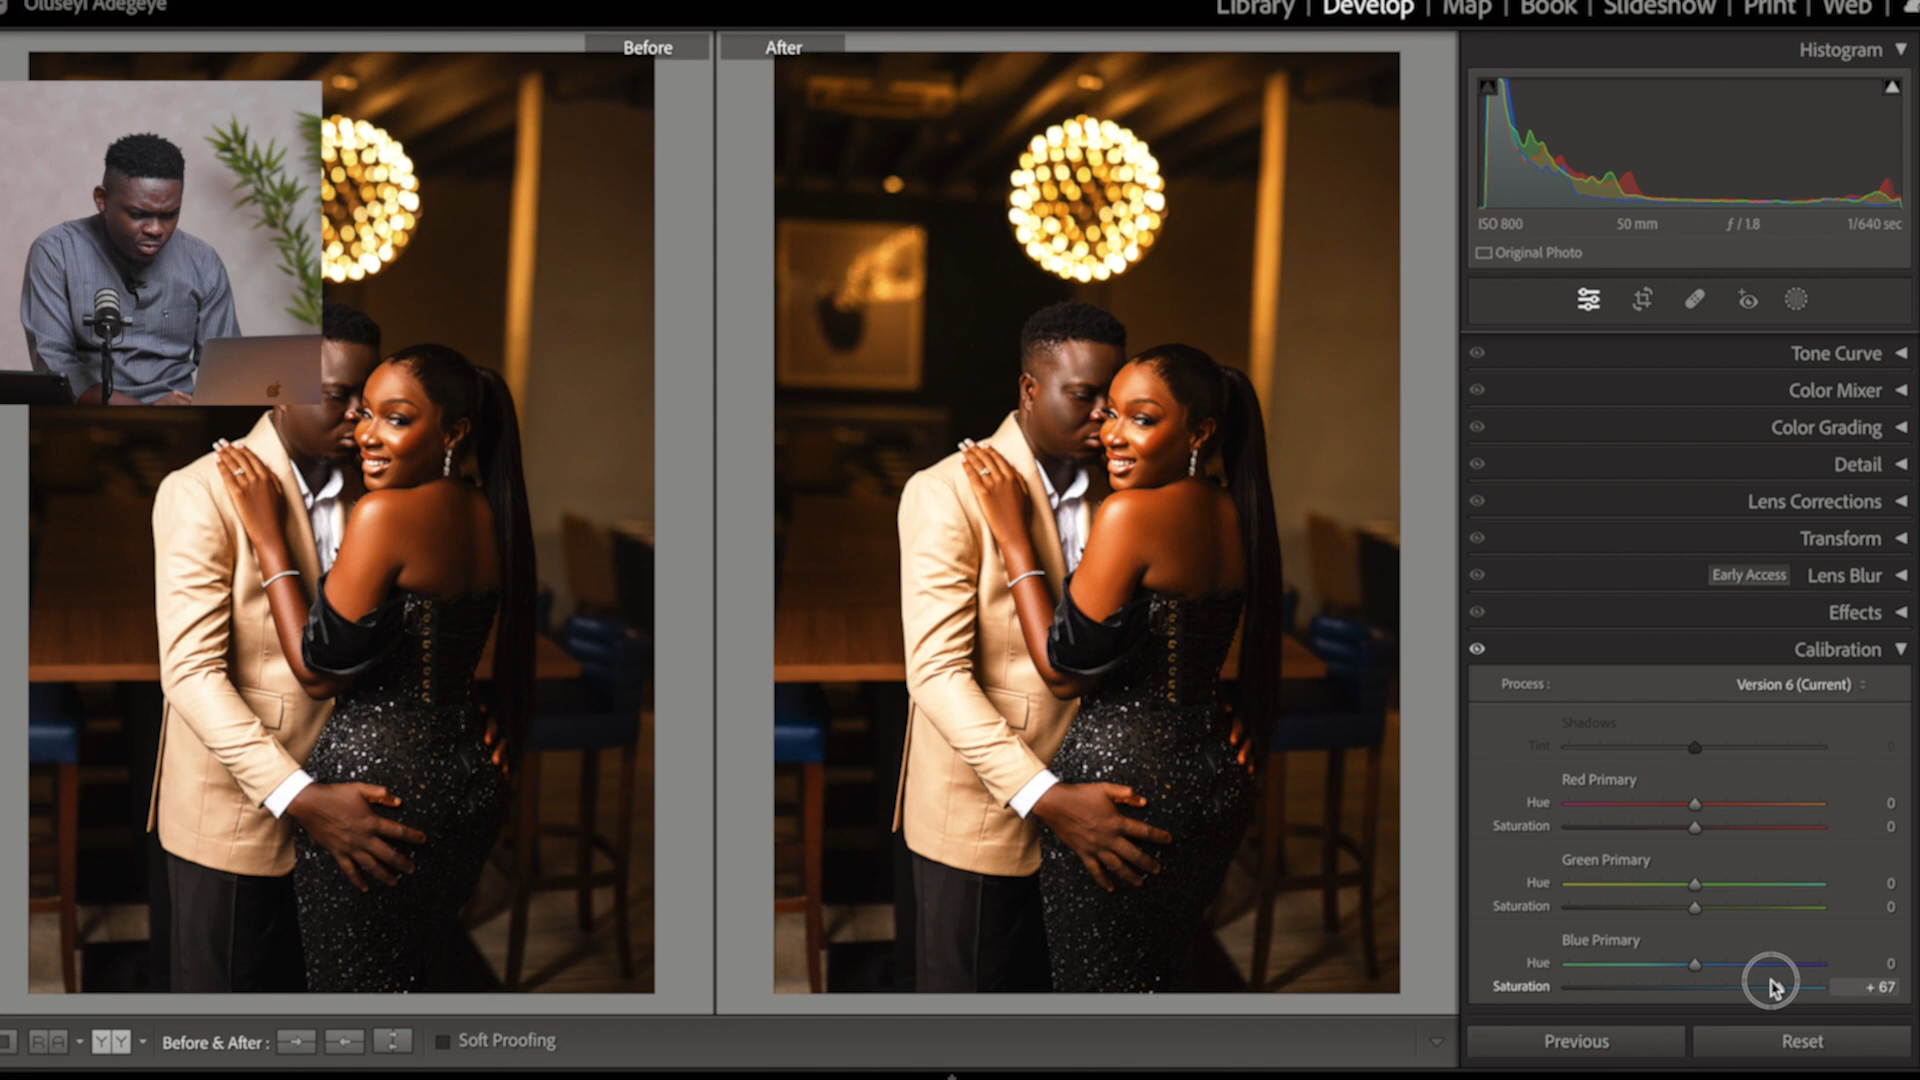 Oluseyi Adegeye
Library | Develop | Map | Book | Slideshow | Print | Web |
Before
After
Histogram
ISO 800 50 mm ƒ / 1.8 1/640 sec
Original Photo
Tone Curve
Color Mixer
Color Grading
Detail
Lens Corrections
Transform
Early Access Lens Blur
Effects
Calibration
Process : Version 6 (Current)
Shadows
Tint 0
Red Primary
Hue 0
Saturation 0
Green Primary
Hue 0
Saturation 0
Blue Primary
Hue 0
Saturation + 67
R A Y Y Before & After : Soft Proofing
Previous Reset